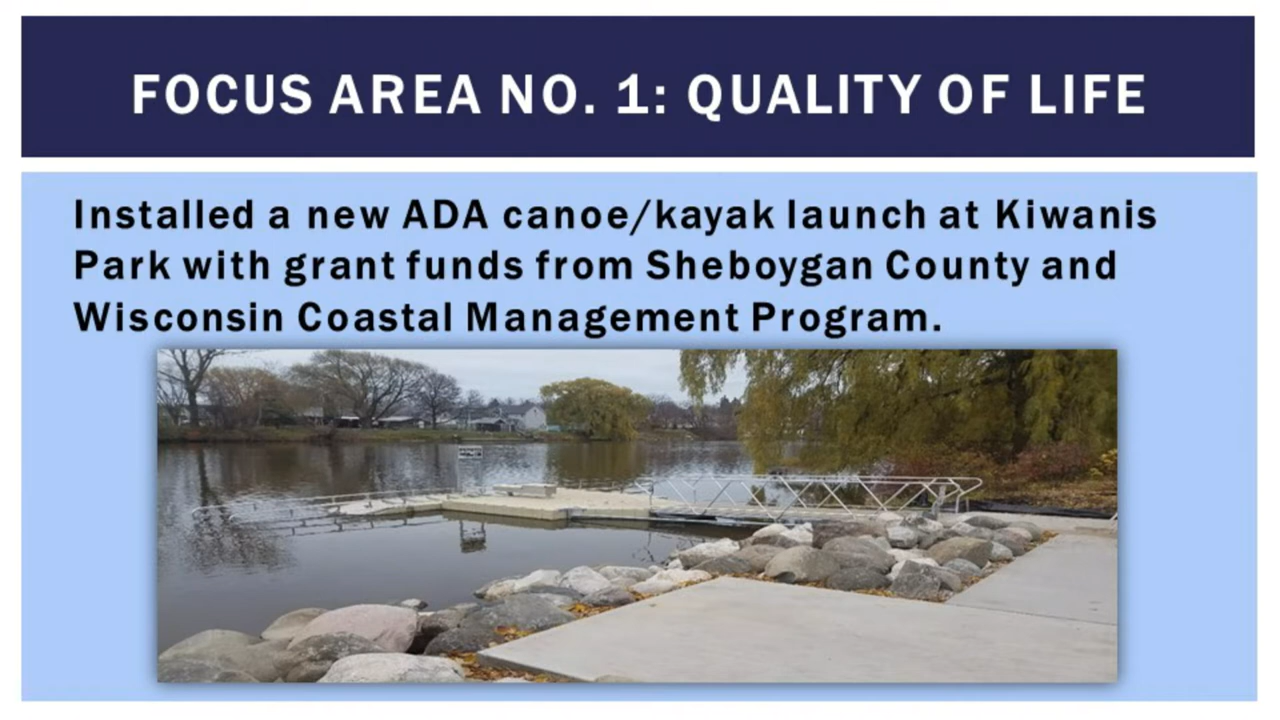 FOCUS AREA NO. 1: QUALITY OF LIFE
Installed a new ADA canoe/kayak launch at Kiwanis
Park with grant funds from Sheboygan County and
Wisconsin Coastal Management Program.